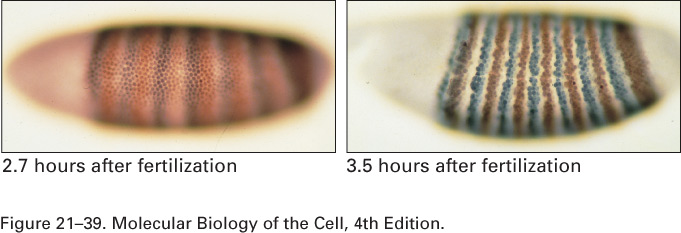 2.7 hours after fertilization
3.5 hours after fertilization
Figure 21–39. Molecular Biology of the Cell, 4th Edition.